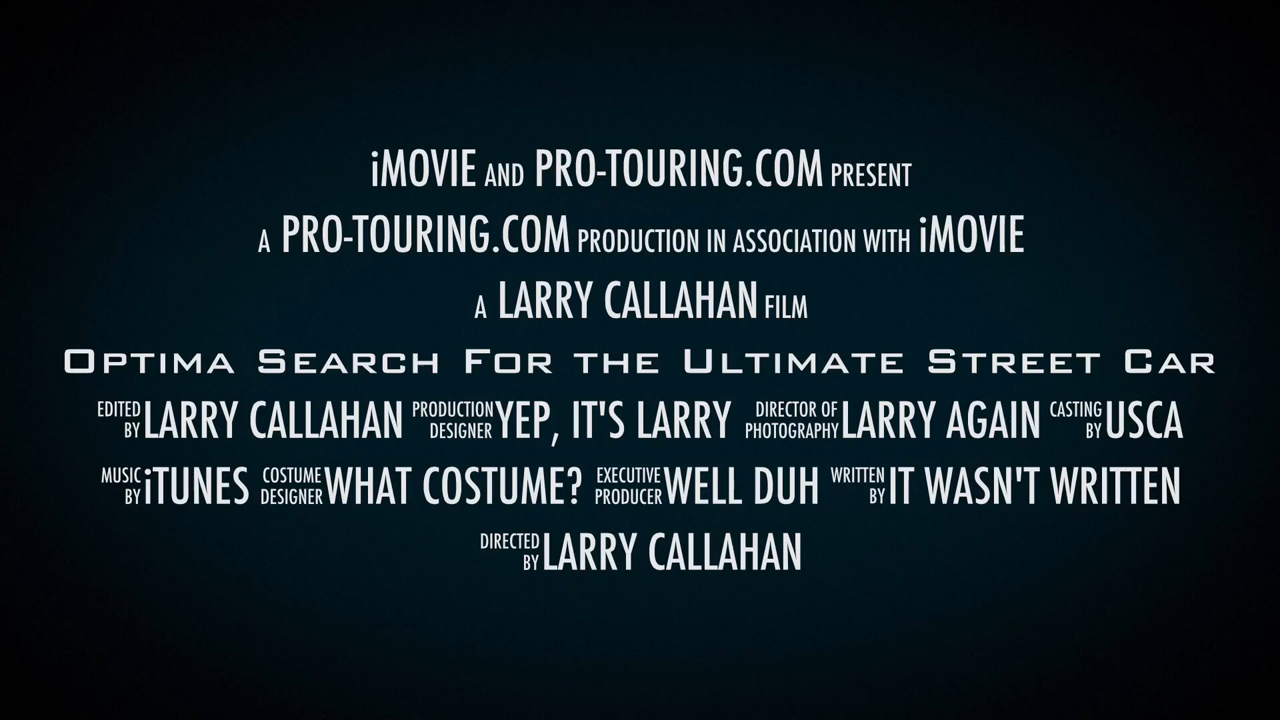 iMOVIE AND PRO-TOURING.COM PRESENT
A PRO-TOURING.COM PRODUCTION IN ASSOCIATION WITH iMOVIE
A LARRY CALLAHAN FILM
OPTIMA SEARCH FOR THE ULTIMATE STREET CAR
EDITED BY LARRY CALLAHAN PRODUCTION DESIGNER YEP, IT'S LARRY DIRECTOR OF PHOTOGRAPHY LARRY AGAIN CASTING BY USCA
MUSIC BY iTUNES COSTUME DESIGNER WHAT COSTUME? EXECUTIVE PRODUCER WELL DUH WRITTEN BY IT WASN'T WRITTEN
DIRECTED BY LARRY CALLAHAN